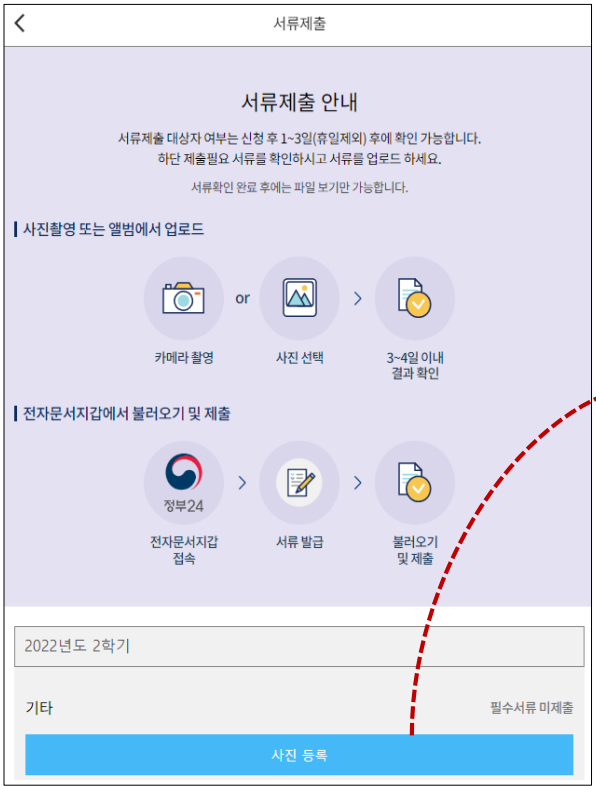 서류제출
서류제출 안내
서류제출 대상자 여부는 신청 후 1~3일(휴일제외) 후에 확인 가능합니다.
하단 제출필요 서류를 확인하시고 서류를 업로드 하세요.
서류확인 완료 후에는 파일 보기만 가능합니다.
사진촬영 또는 앨범에서 업로드
or
카메라 촬영
사진 선택
3~4일 이내
결과 확인
전자문서지갑에서 불러오기 및 제출
정부24
전자문서지갑
접속
서류 발급
불러오기
및 제출
2022년도 2학기
기타
필수서류 미제출
사진 등록